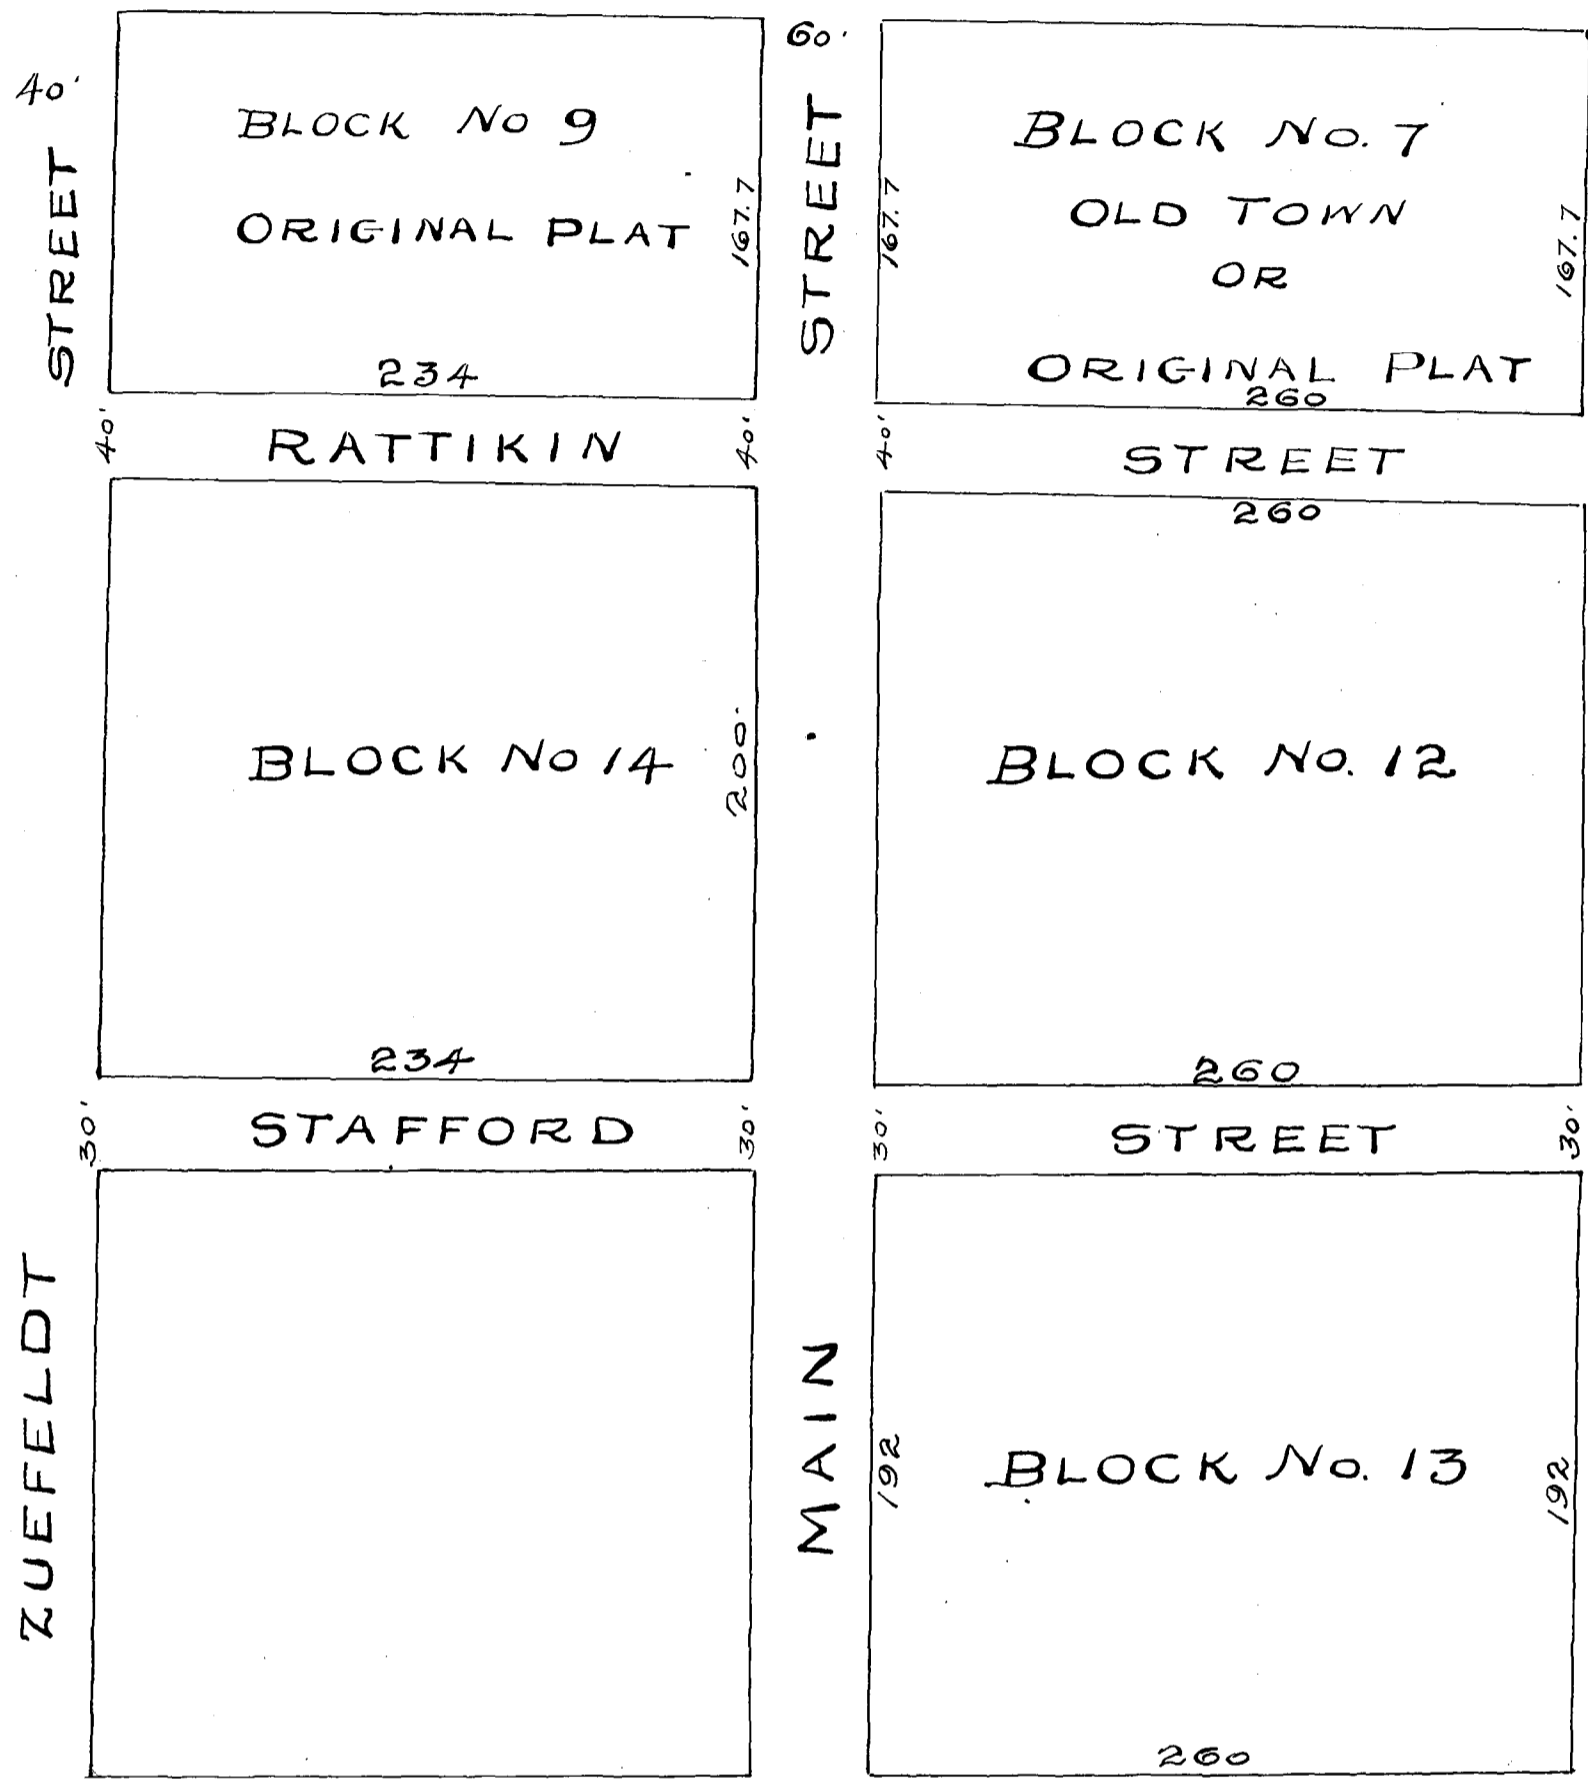 40'
STREET
BLOCK No 9
ORIGINAL PLAT
167.7
234
60'
STREET
167.7
BLOCK No. 7
OLD TOWN
OR
ORIGINAL PLAT
260
167.7
40'
RATTIKIN
40'
40'
STREET
BLOCK No 14
200.
234
260
BLOCK No. 12
260
30'
STAFFORD
30'
30'
STREET
30'
ZUEFELDT
MAIN
192
BLOCK No. 13
192
260